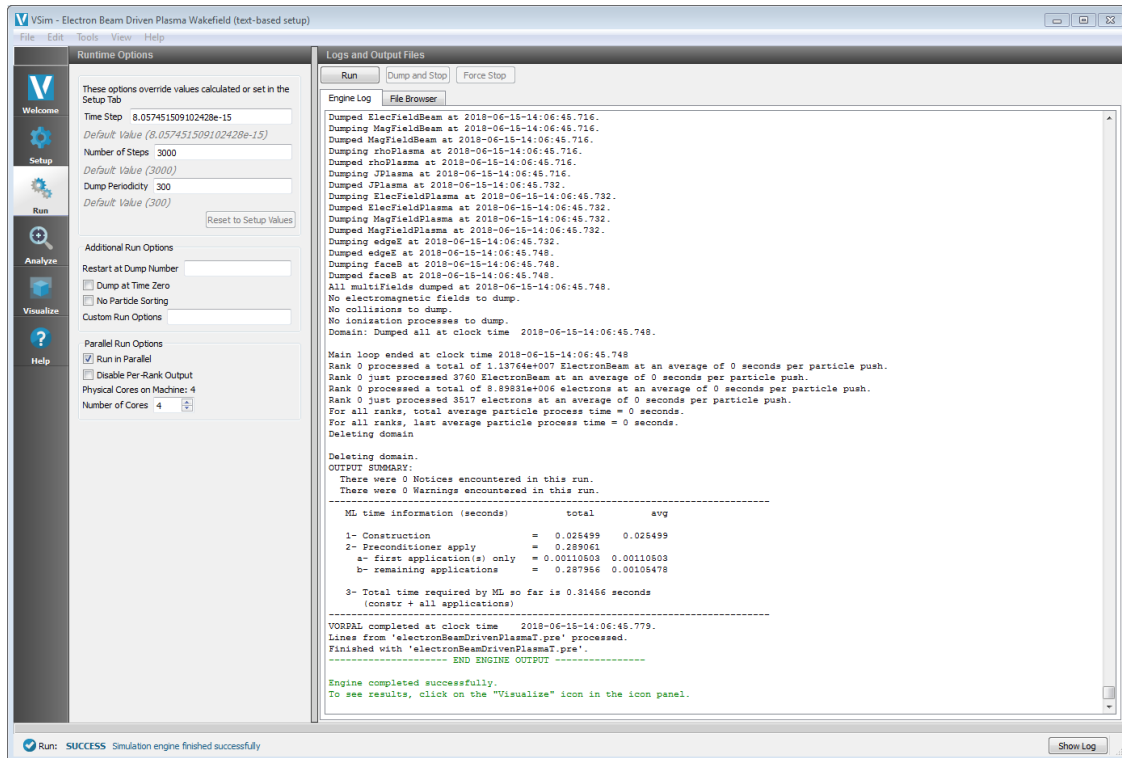 VSim - Electron Beam Driven Plasma Wakefield (text-based setup)
File Edit Tools View Help
Runtime Options
These options override values calculated or set in the
Setup Tab
Time Step 8.057451509102428e-15
Default Value (8.057451509102428e-15)
Number of Steps 3000
Default Value (3000)
Dump Periodicity 300
Default Value (300)
Reset to Setup Values
Additional Run Options
Restart at Dump Number
Dump at Time Zero
No Particle Sorting
Custom Run Options
Parallel Run Options
Run in Parallel
Disable Per-Rank Output
Physical Cores on Machine: 4
Number of Cores 4
Welcome
Setup
Run
Analyze
Visualize
Help
Logs and Output Files
Run Dump and Stop Force Stop
Engine Log File Browser
Dumped ElecFieldBeam at 2018-06-15-14:06:45.716.
Dumping MagFieldBeam at 2018-06-15-14:06:45.716.
Dumped MagFieldBeam at 2018-06-15-14:06:45.716.
Dumping rhoPlasma at 2018-06-15-14:06:45.716.
Dumped rhoPlasma at 2018-06-15-14:06:45.716.
Dumping JPlasma at 2018-06-15-14:06:45.716.
Dumped JPlasma at 2018-06-15-14:06:45.732.
Dumping ElecFieldPlasma at 2018-06-15-14:06:45.732.
Dumped ElecFieldPlasma at 2018-06-15-14:06:45.732.
Dumping MagFieldPlasma at 2018-06-15-14:06:45.732.
Dumped MagFieldPlasma at 2018-06-15-14:06:45.732.
Dumping edgeE at 2018-06-15-14:06:45.732.
Dumped edgeE at 2018-06-15-14:06:45.748.
Dumping faceB at 2018-06-15-14:06:45.748.
Dumped faceB at 2018-06-15-14:06:45.748.
All multiFields dumped at 2018-06-15-14:06:45.748.
No electromagnetic fields to dump.
No collisions to dump.
No ionization processes to dump.
Domain: Dumped all at clock time 2018-06-15-14:06:45.748.
Main loop ended at clock time 2018-06-15-14:06:45.748
Rank 0 processed a total of 1.13764e+007 ElectronBeam at an average of 0 seconds per particle push.
Rank 0 just processed 3760 ElectronBeam at an average of 0 seconds per particle push.
Rank 0 processed a total of 8.89831e+006 electrons at an average of 0 seconds per particle push.
Rank 0 just processed 3517 electrons at an average of 0 seconds per particle push.
For all ranks, total average particle process time = 0 seconds.
For all ranks, last average particle process time = 0 seconds.
Deleting domain
Deleting domain.
OUTPUT SUMMARY:
There were 0 Notices encountered in this run.
There were 0 Warnings encountered in this run.
--------------------------------------------------------------------------
ML time information (seconds) total avg
1- Construction = 0.025499 0.025499
2- Preconditioner apply = 0.289061
a- first application(s) only = 0.00110503 0.00110503
b- remaining applications = 0.287956 0.00105478
3- Total time required by ML so far is 0.31456 seconds
(constr + all applications)
--------------------------------------------------------------------------
VORPAL completed at clock time 2018-06-15-14:06:45.779.
Lines from 'electronBeamDrivenPlasmaT.pre' processed.
Finished with 'electronBeamDrivenPlasmaT.pre'.
-------------------- END ENGINE OUTPUT ---------------
Engine completed successfully.
To see results, click on the "Visualize" icon in the icon panel.
Run: SUCCESS Simulation engine finished successfully
Show Log